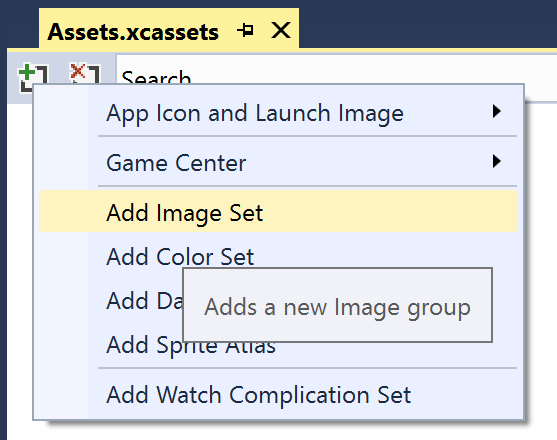 Assets.xcassets
Search
App Icon and Launch Image
Game Center
Add Image Set
Add Color Set
Add Da
Adds a new Image group
Add Sprite Atlas
Add Watch Complication Set